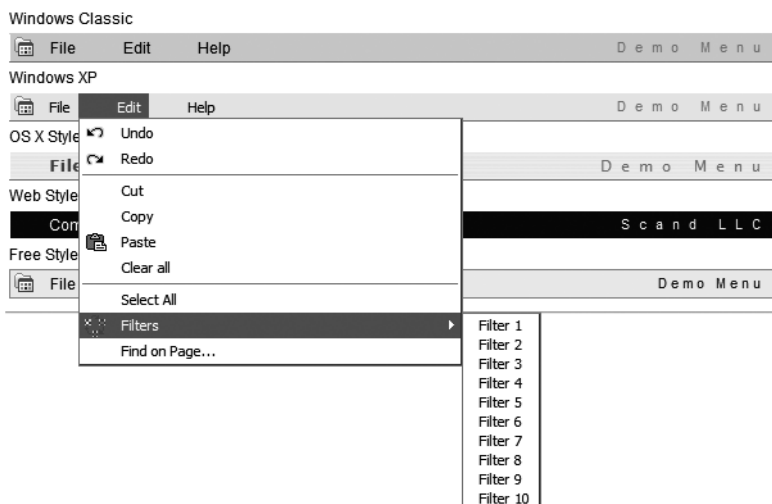 Windows Classic
File Edit Help Demo Menu
Windows XP
File Edit Help Demo Menu
OS X Style
File Demo Menu
Web Style
Scand LLC
Free Style
File Demo Menu
Undo
Redo
Cut
Copy
Paste
Clear all
Select All
Filters
Find on Page...
Filter 1
Filter 2
Filter 3
Filter 4
Filter 5
Filter 6
Filter 7
Filter 8
Filter 9
Filter 10